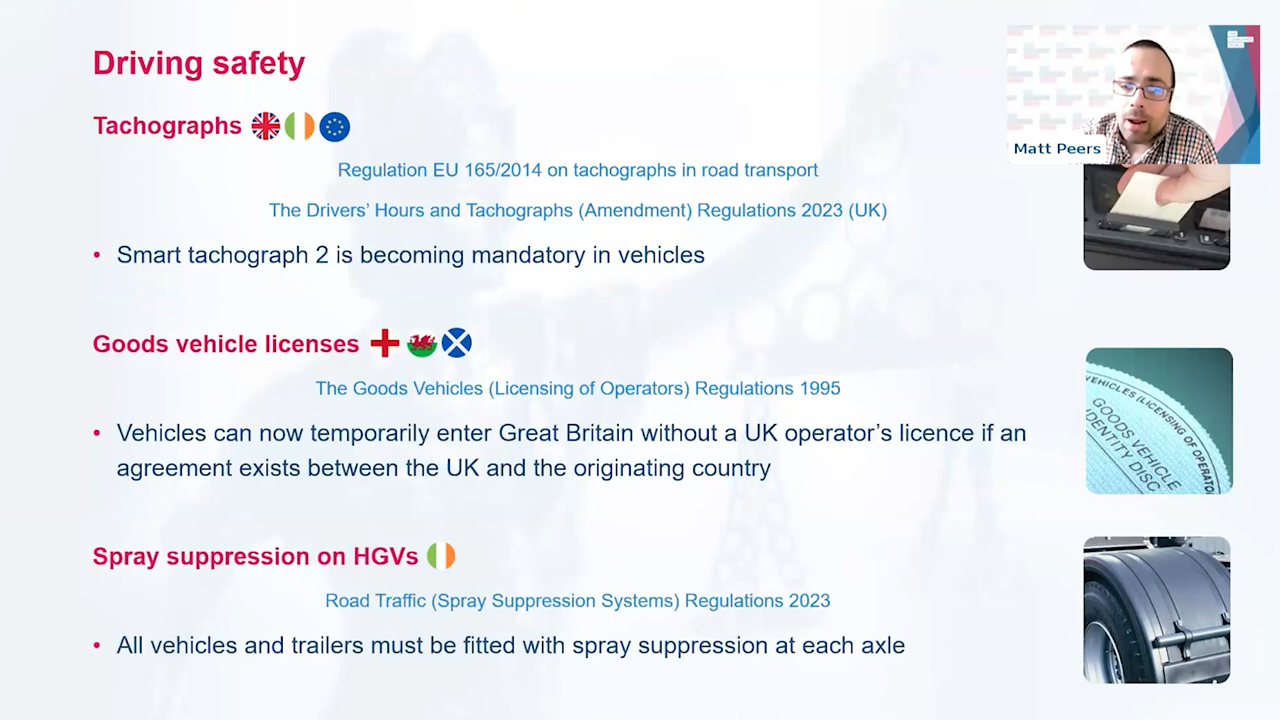 Driving safety
Tachographs
Regulation EU 165/2014 on tachographs in road transport
The Drivers’ Hours and Tachographs (Amendment) Regulations 2023 (UK)
• Smart tachograph 2 is becoming mandatory in vehicles
Matt Peers
Goods vehicle licenses
The Goods Vehicles (Licensing of Operators) Regulations 1995
• Vehicles can now temporarily enter Great Britain without a UK operator’s licence if an
agreement exists between the UK and the originating country
VEHICLES (LICENSING OF OPERATO
GOODS VEHICLE
IDENTITY DISC
Spray suppression on HGVs
Road Traffic (Spray Suppression Systems) Regulations 2023
• All vehicles and trailers must be fitted with spray suppression at each axle